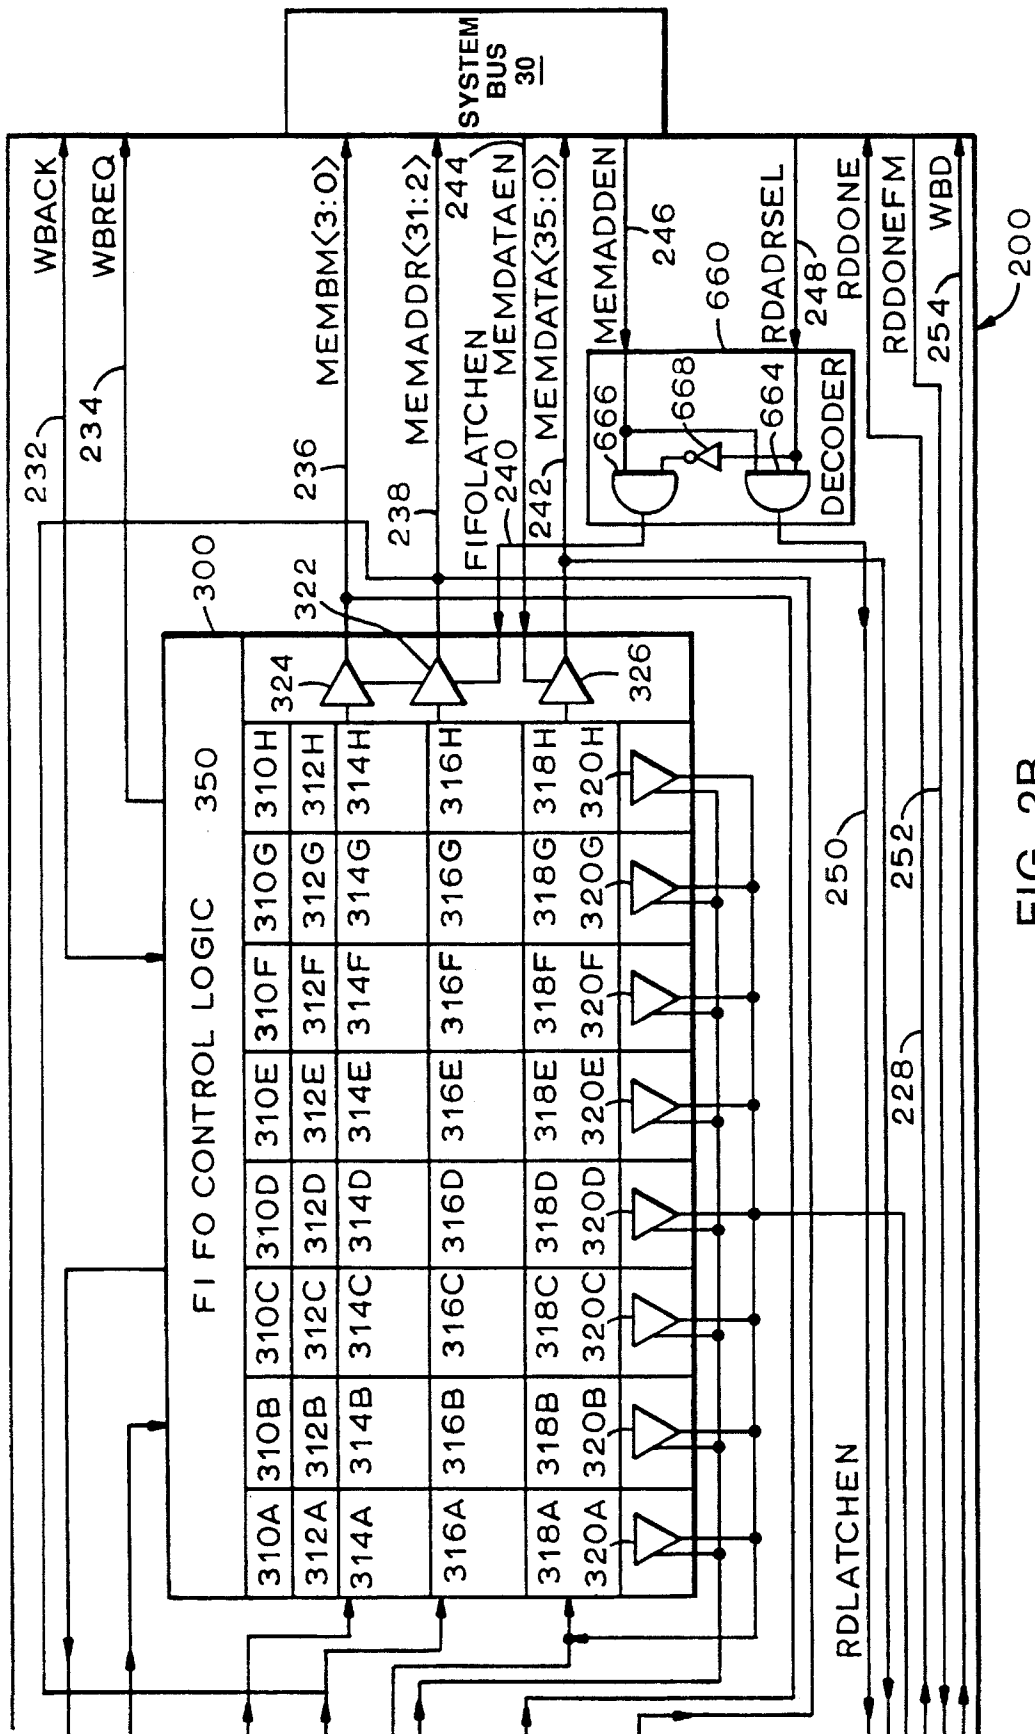 SYSTEM
BUS
30
WBACK
WBREQ
MEMBM<3:0>
MEMADDR<31:2>
244
MEMDATAEN
MEMDATA<35:0>
MEMADDEN
246
RDADRSEL
248
RDDONE
RDDONEFM
WBD
254
200
232
234
236
238
FIFOLATCHEN
240
242
660
666
668
664
DECODER
300
322
324
326
FIFO CONTROL LOGIC 350
310A 310B 310C 310D 310E 310F 310G 310H
312A 312B 312C 312D 312E 312F 312G 312H
314A 314B 314C 314D 314E 314F 314G 314H
316A 316B 316C 316D 316E 316F 316G 316H
318A 318B 318C 318D 318E 318F 318G 318H
320A 320B 320C 320D 320E 320F 320G 320H
RDLATCHEN
250
228
252
FIG. 2B